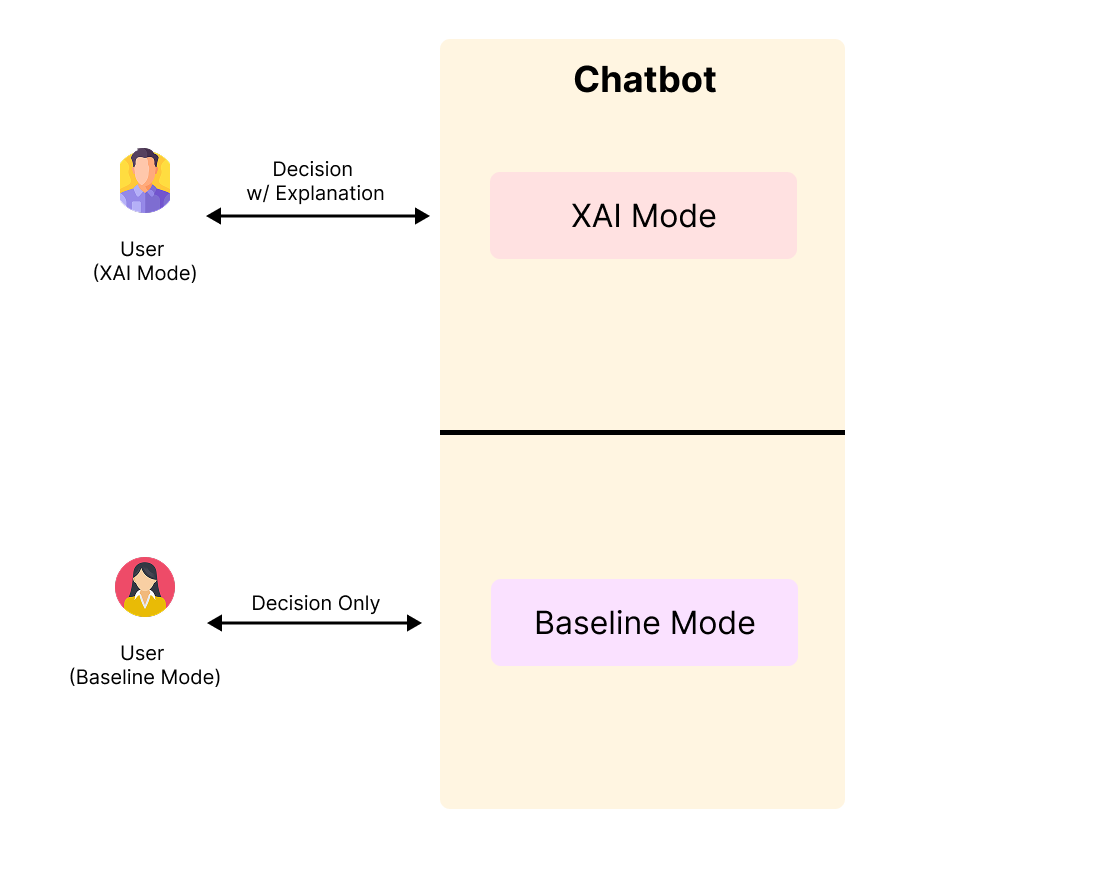 Chatbot
Decision
w/ Explanation
XAI Mode
User
(XAI Mode)
Decision Only
Baseline Mode
User
(Baseline Mode)